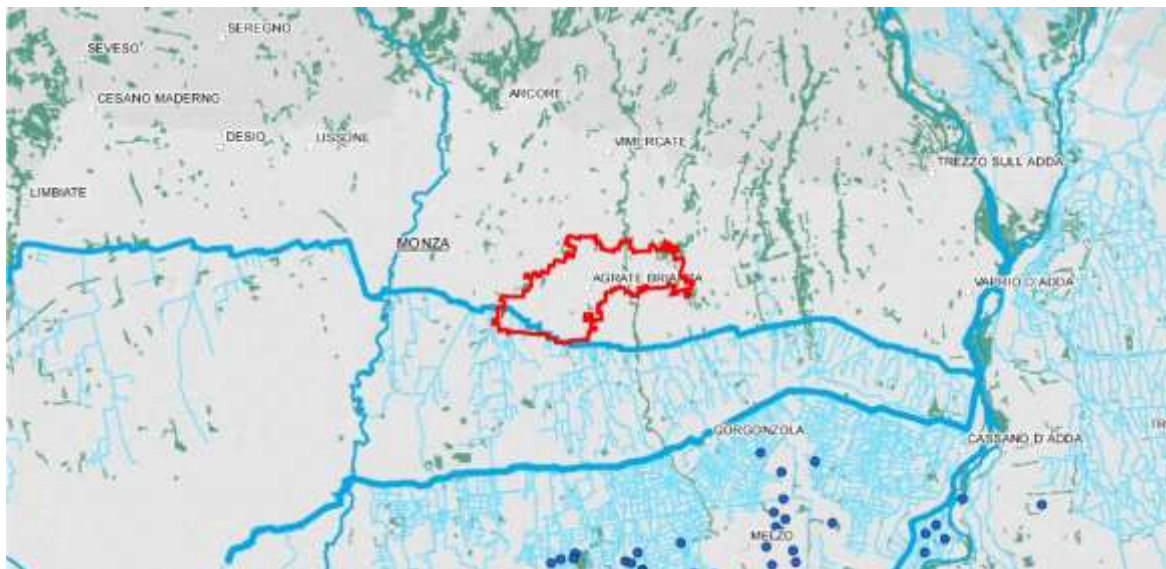 SEREGNO
SEVESO
CESANO MADERNO
ARCORE
DESIO
LISSONE
VIMERCATE
TREZZO SULL ADDA
LIMBIATE
MONZA
AGRATE BRIANZA
VAPRIO D'ADDA
GORGONZOLA
CASSANO D'ADDA
TR
MELZO